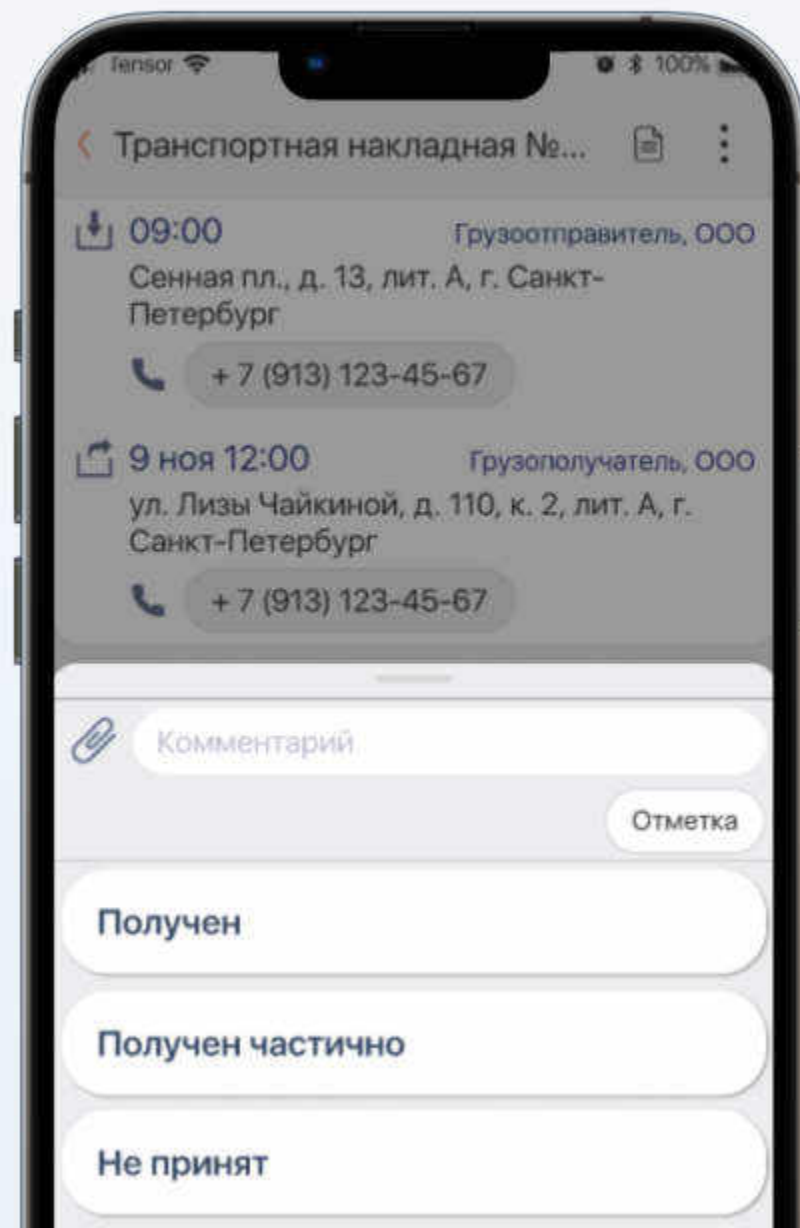 Tensor
100%
Транспортная накладная №...
09:00
Грузоотправитель, ООО
Сенная пл., д. 13, лит. А, г. Санкт-
Петербург
+ 7 (913) 123-45-67
9 ноя 12:00
Грузополучатель, ООО
ул. Лизы Чайкиной, д. 110, к. 2, лит. А, г.
Санкт-Петербург
+ 7 (913) 123-45-67
Комментарий
Отметка
Получен
Получен частично
Не принят